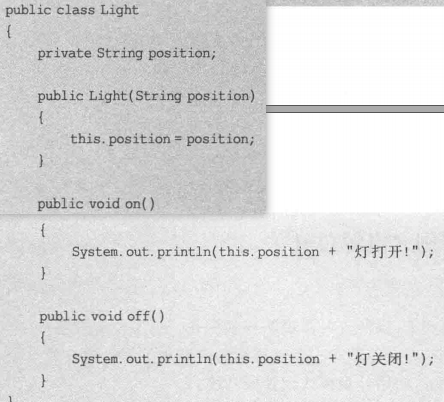 public class Light
{
private String position;
public Light(String position)
{
this.position = position;
}
public void on()
{
System.out.println(this.position + "灯打开!");
}
public void off()
{
System.out.println(this.position + "灯关闭!");
}
}